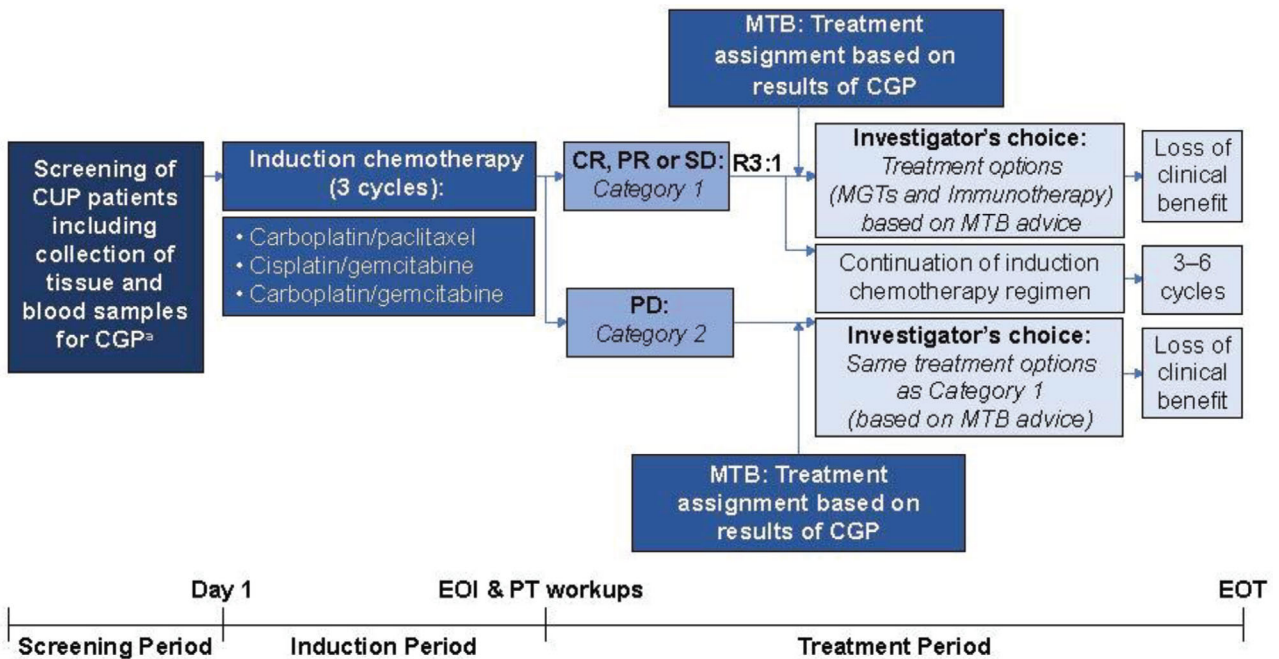 MTB: Treatment
assignment based on
results of CGP
Screening of
CUP patients
including
collection of
tissue and
blood samples
for CGPᵃ
Induction chemotherapy
(3 cycles):
• Carboplatin/paclitaxel
• Cisplatin/gemcitabine
• Carboplatin/gemcitabine
CR, PR or SD:
Category 1
R3:1
PD:
Category 2
Investigator's choice:
Treatment options
(MGTs and Immunotherapy)
based on MTB advice
Loss of
clinical
benefit
Continuation of induction
chemotherapy regimen
3–6
cycles
Investigator's choice:
Same treatment options
as Category 1
(based on MTB advice)
Loss of
clinical
benefit
MTB: Treatment
assignment based on
results of CGP
Day 1
EOI & PT workups
EOT
Screening Period
Induction Period
Treatment Period